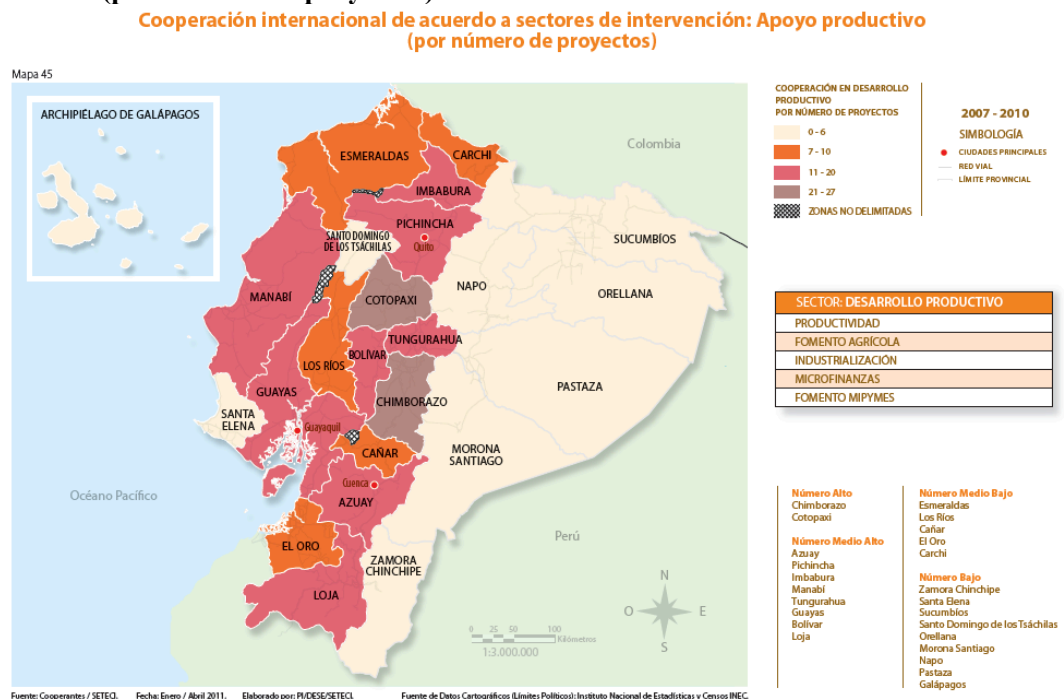 Cooperación internacional de acuerdo a sectores de intervención: Apoyo productivo
(por número de proyectos)
Mapa 45
ARCHIPIÉLAGO DE GALÁPAGOS
Colombia
ESMERALDAS
CARCHI
IMBABURA
PICHINCHA
Quito
SANTO DOMINGO
DE LOS TSÁCHILAS
SUCUMBÍOS
NAPO
ORELLANA
MANABÍ
COTOPAXI
TUNGURAHUA
BOLÍVAR
LOS RÍOS
PASTAZA
GUAYAS
CHIMBORAZO
SANTA
ELENA
Guayaquil
CAÑAR
MORONA
SANTIAGO
Cuenca
AZUAY
Océano Pacífico
Perú
EL ORO
ZAMORA
CHINCHIPE
LOJA
N
O
E
S
0 25 50 100
Kilómetros
1:3.000.000
COOPERACIÓN EN DESARROLLO
PRODUCTIVO
POR NÚMERO DE PROYECTOS
0 - 6
7 - 10
11 - 20
21 - 27
ZONAS NO DELIMITADAS
2007 - 2010
SIMBOLOGÍA
CIUDADES PRINCIPALES
RED VIAL
LÍMITE PROVINCIAL
SECTOR: DESARROLLO PRODUCTIVO
PRODUCTIVIDAD
FOMENTO AGRÍCOLA
INDUSTRIALIZACIÓN
MICROFINANZAS
FOMENTO MIPYMES
Número Alto
Chimborazo
Cotopaxi
Número Medio Alto
Azuay
Pichincha
Imbabura
Manabí
Tungurahua
Guayas
Bolívar
Loja
Número Medio Bajo
Esmeraldas
Los Ríos
Cañar
El Oro
Carchi
Número Bajo
Zamora Chinchipe
Santa Elena
Sucumbíos
Santo Domingo de los Tsáchilas
Orellana
Morona Santiago
Napo
Pastaza
Galápagos
Fuente: Cooperantes / SETECI. Fecha: Enero / Abril 2011. Elaborado por: PI/DESE/SETECI. Fuente de Datos Cartográficos (Límites Políticos): Instituto Nacional de Estadísticas y Censos INEC.